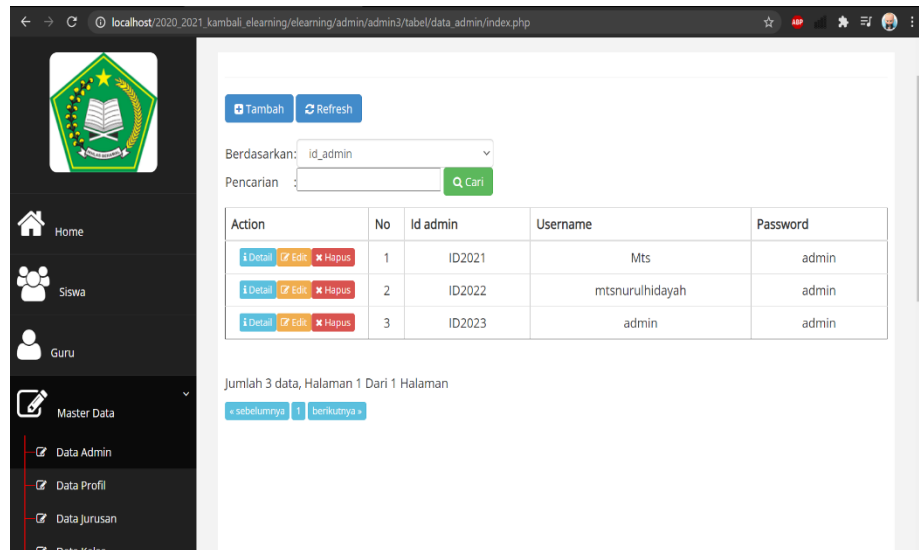 localhost/2020_2021_kambali_elearning/elearning/admin/admin3/tabel/data_admin/index.php
ABP
Home
Siswa
Guru
Master Data
Data Admin
Data Profil
Data Jurusan
Data Kelas
Tambah Refresh
Berdasarkan: id_admin
Pencarian : Cari
Action No Id admin Username Password
Detail Edit Hapus 1 ID2021 Mts admin
Detail Edit Hapus 2 ID2022 mtsnurulhidayah admin
Detail Edit Hapus 3 ID2023 admin admin
Jumlah 3 data, Halaman 1 Dari 1 Halaman
« sebelumnya 1 berikutnya »